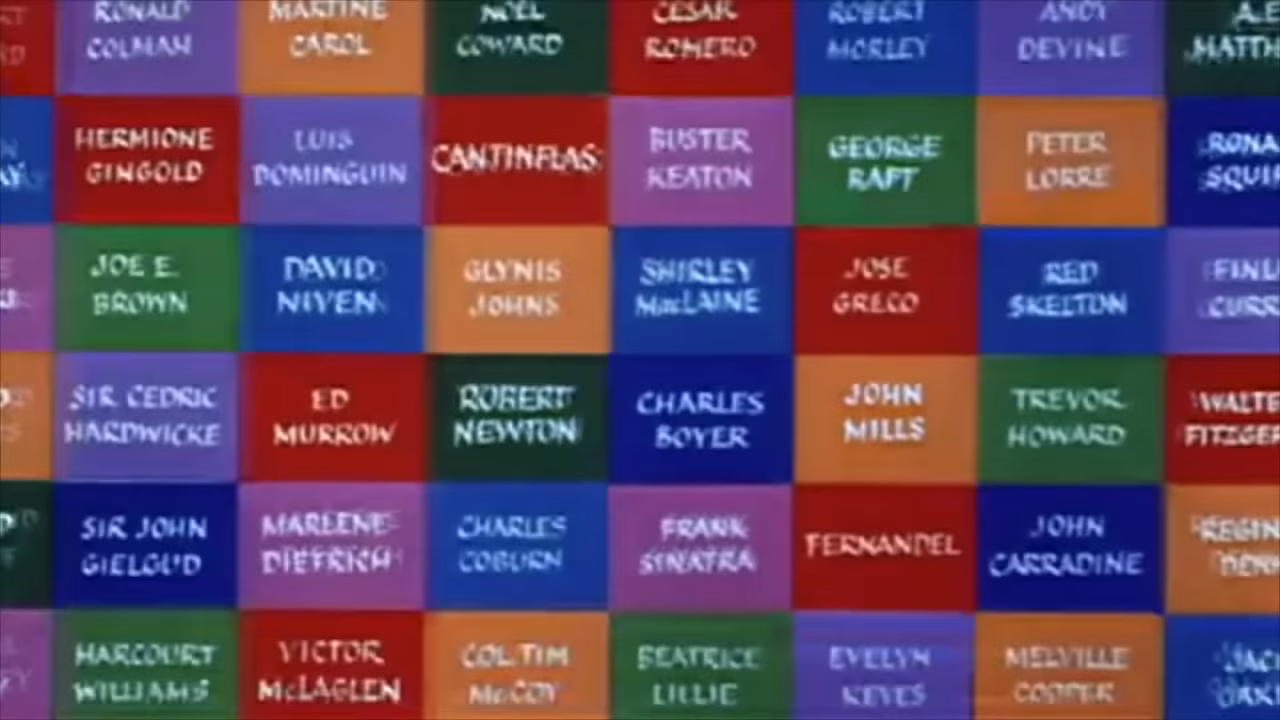 RONALD
COLMAN
MARTINE
CAROL
NOEL
COWARD
CESAR
ROMERO
ROBERT
MORLEY
ANDY
DEVINE
A.E.
HERMIONE
GINGOLD
LUIS
DOMINGUIN
CANTINFLAS
BUSTER
KEATON
GEORGE
RAFT
PETER
LORRE
JOE E.
BROWN
DAVID
NIVEN
GLYNIS
JOHNS
SHIRLEY
MacLAINE
JOSE
GRECO
RED
SKELTON
SIR CEDRIC
HARDWICKE
ED
MURROW
ROBERT
NEWTON
CHARLES
BOYER
JOHN
MILLS
TREVOR
HOWARD
SIR JOHN
GIELGUD
MARLENE
DIETRICH
CHARLES
COBURN
FRANK
SINATRA
FERNANDEL
JOHN
CARRADINE
HARCOURT
WILLIAMS
VICTOR
McLAGLEN
COL. TIM
McCOY
BEATRICE
LILLIE
EVELYN
KEYES
MELVILLE
COOPER